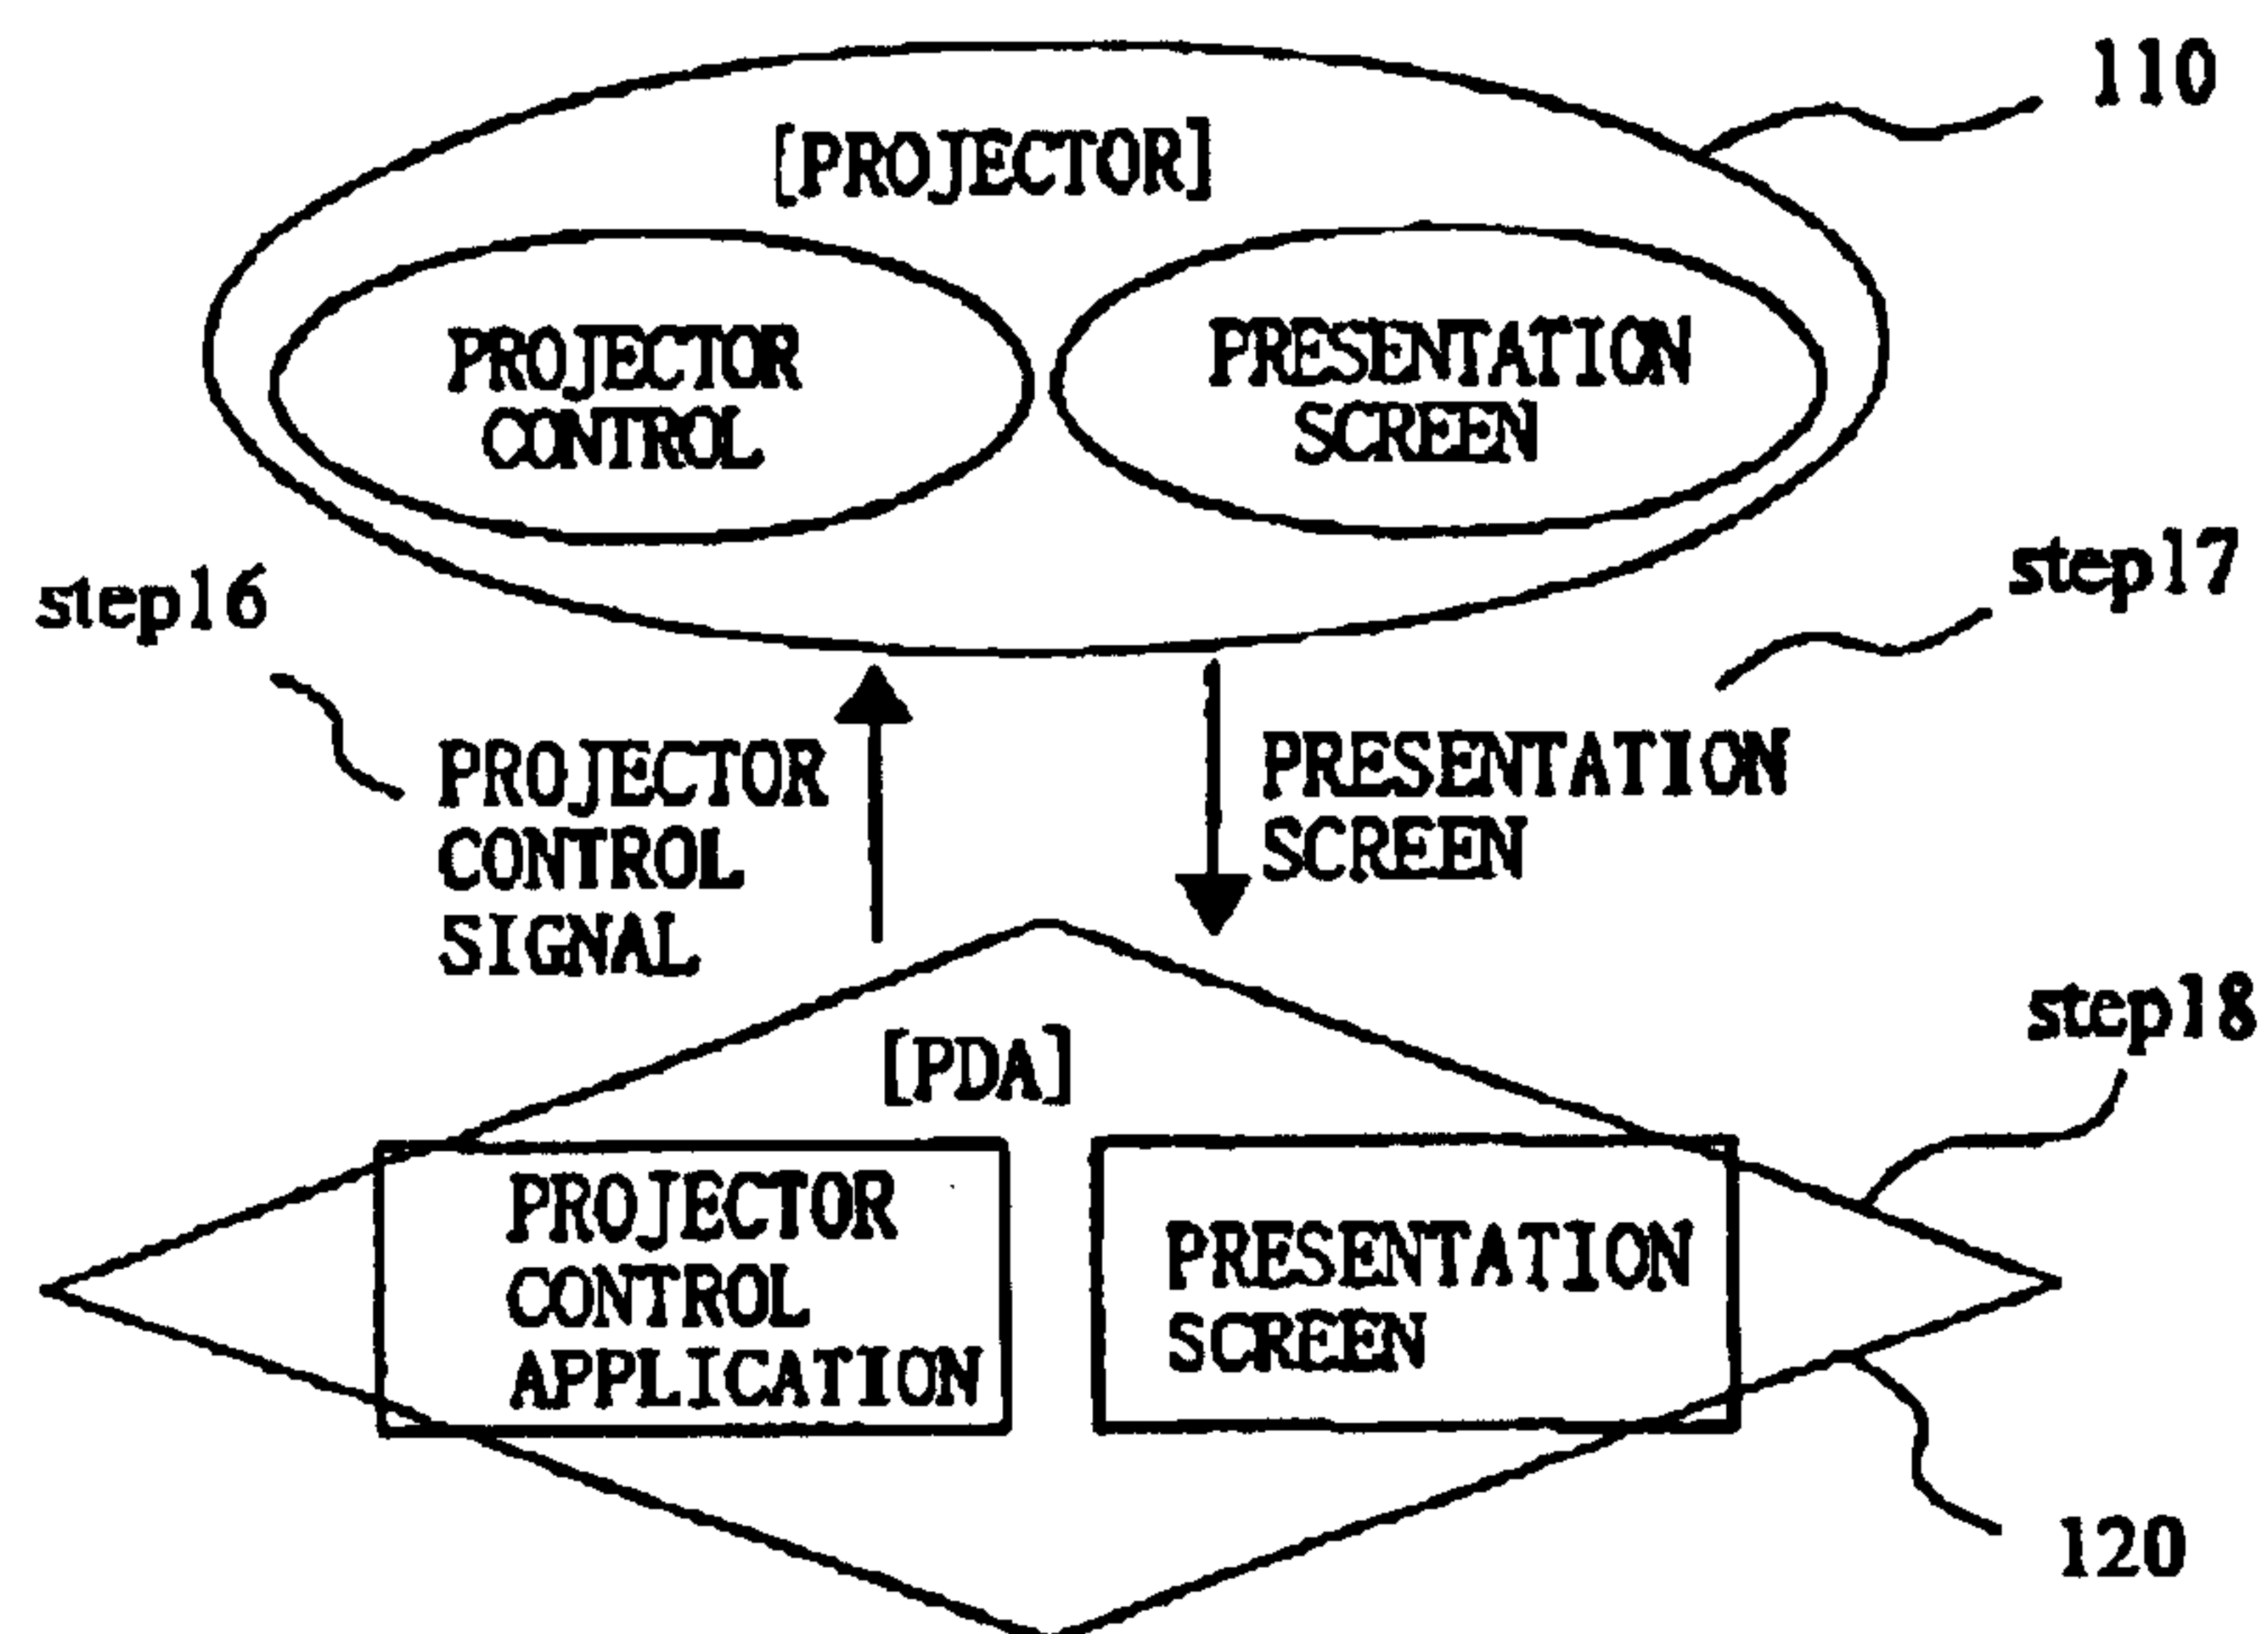 110
[PROJECTOR]
PROJECTOR
CONTROL
PRESENTATION
SCREEN
step16
step17
PROJECTOR
CONTROL
SIGNAL
PRESENTATION
SCREEN
step18
[PDA]
PROJECTOR
CONTROL
APPLICATION
PRESENTATION
SCREEN
120